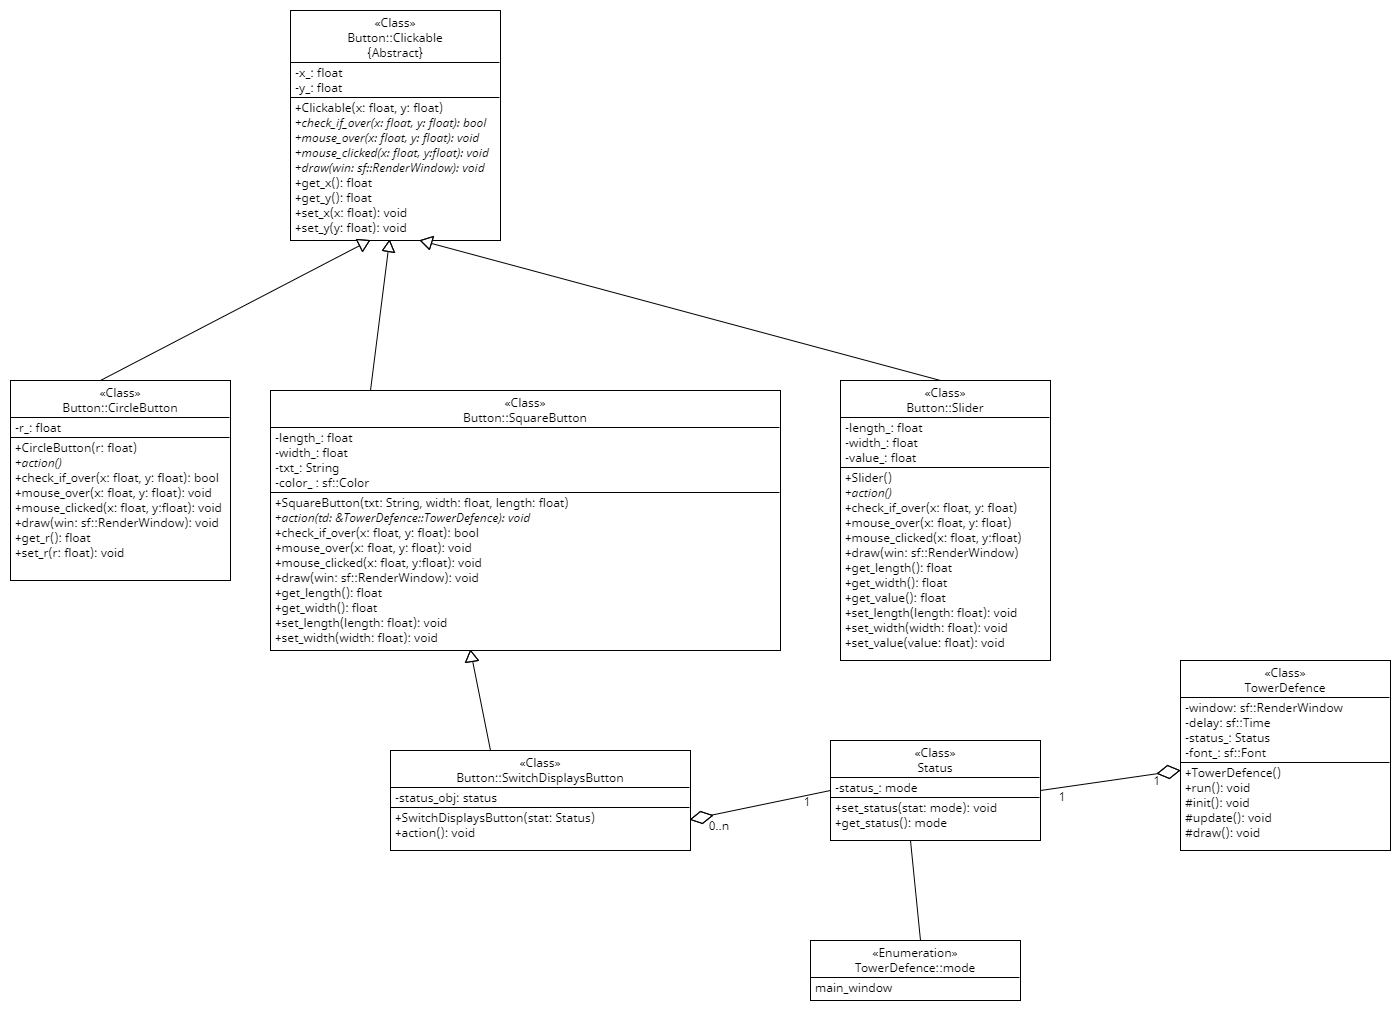 «Class»
Button::Clickable
{Abstract}
-x_: float
-y_: float
+Clickable(x: float, y: float)
+check_if_over(x: float, y: float): bool
+mouse_over(x: float, y: float): void
+mouse_clicked(x: float, y:float): void
+draw(win: sf::RenderWindow): void
+get_x(): float
+get_y(): float
+set_x(x: float): void
+set_y(y: float): void
«Class»
Button::CircleButton
-r_: float
+CircleButton(r: float)
+action()
+check_if_over(x: float, y: float): bool
+mouse_over(x: float, y: float): void
+mouse_clicked(x: float, y:float): void
+draw(win: sf::RenderWindow): void
+get_r(): float
+set_r(r: float): void
«Class»
Button::SquareButton
-length_: float
-width_: float
-txt_: String
-color_ : sf::Color
+SquareButton(txt: String, width: float, length: float)
+action(td: &TowerDefence::TowerDefence): void
+check_if_over(x: float, y: float): bool
+mouse_over(x: float, y: float): void
+mouse_clicked(x: float, y:float): void
+draw(win: sf::RenderWindow): void
+get_length(): float
+get_width(): float
+set_length(length: float): void
+set_width(width: float): void
«Class»
Button::Slider
-length_: float
-width_: float
-value_: float
+Slider()
+action()
+check_if_over(x: float, y: float)
+mouse_over(x: float, y: float)
+mouse_clicked(x: float, y:float)
+draw(win: sf::RenderWindow)
+get_length(): float
+get_width(): float
+get_value(): float
+set_length(length: float): void
+set_width(width: float): void
+set_value(value: float): void
«Class»
TowerDefence
-window: sf::RenderWindow
-delay: sf::Time
-status_: Status
-font_: sf::Font
+TowerDefence()
+run(): void
#init(): void
#update(): void
#draw(): void
«Class»
Button::SwitchDisplaysButton
-status_obj: status
+SwitchDisplaysButton(stat: Status)
+action(): void
0..n
1
«Class»
Status
-status_: mode
+set_status(stat: mode): void
+get_status(): mode
1
1
«Enumeration»
TowerDefence::mode
main_window